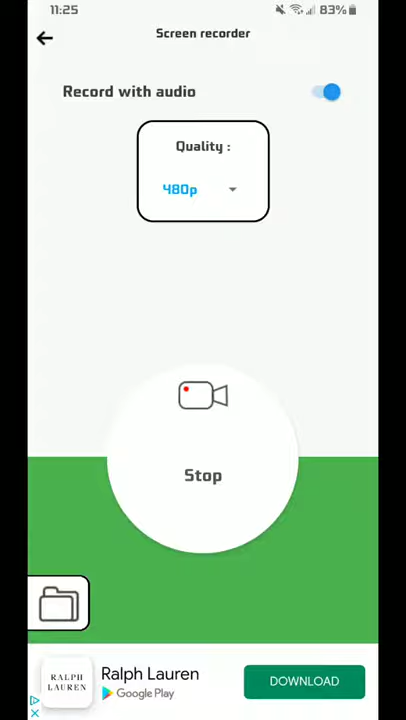 11:25
83%
Screen recorder
Record with audio
Quality :
480p
Stop
RALPH
LAUREN
Ralph Lauren
Google Play
DOWNLOAD